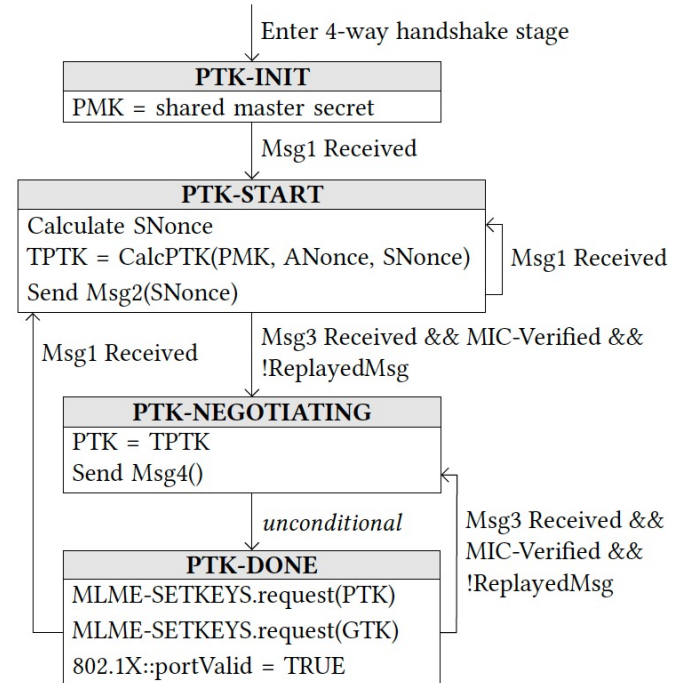 Enter 4-way handshake stage
PTK-INIT
PMK = shared master secret
Msg1 Received
PTK-START
Calculate SNonce
TPTK = CalcPTK(PMK, ANonce, SNonce)
Send Msg2(SNonce)
Msg1 Received
Msg1 Received
Msg3 Received && MIC-Verified &&
!ReplayedMsg
PTK-NEGOTIATING
PTK = TPTK
Send Msg4()
unconditional
Msg3 Received &&
MIC-Verified &&
!ReplayedMsg
PTK-DONE
MLME-SETKEYS.request(PTK)
MLME-SETKEYS.request(GTK)
802.1X::portValid = TRUE